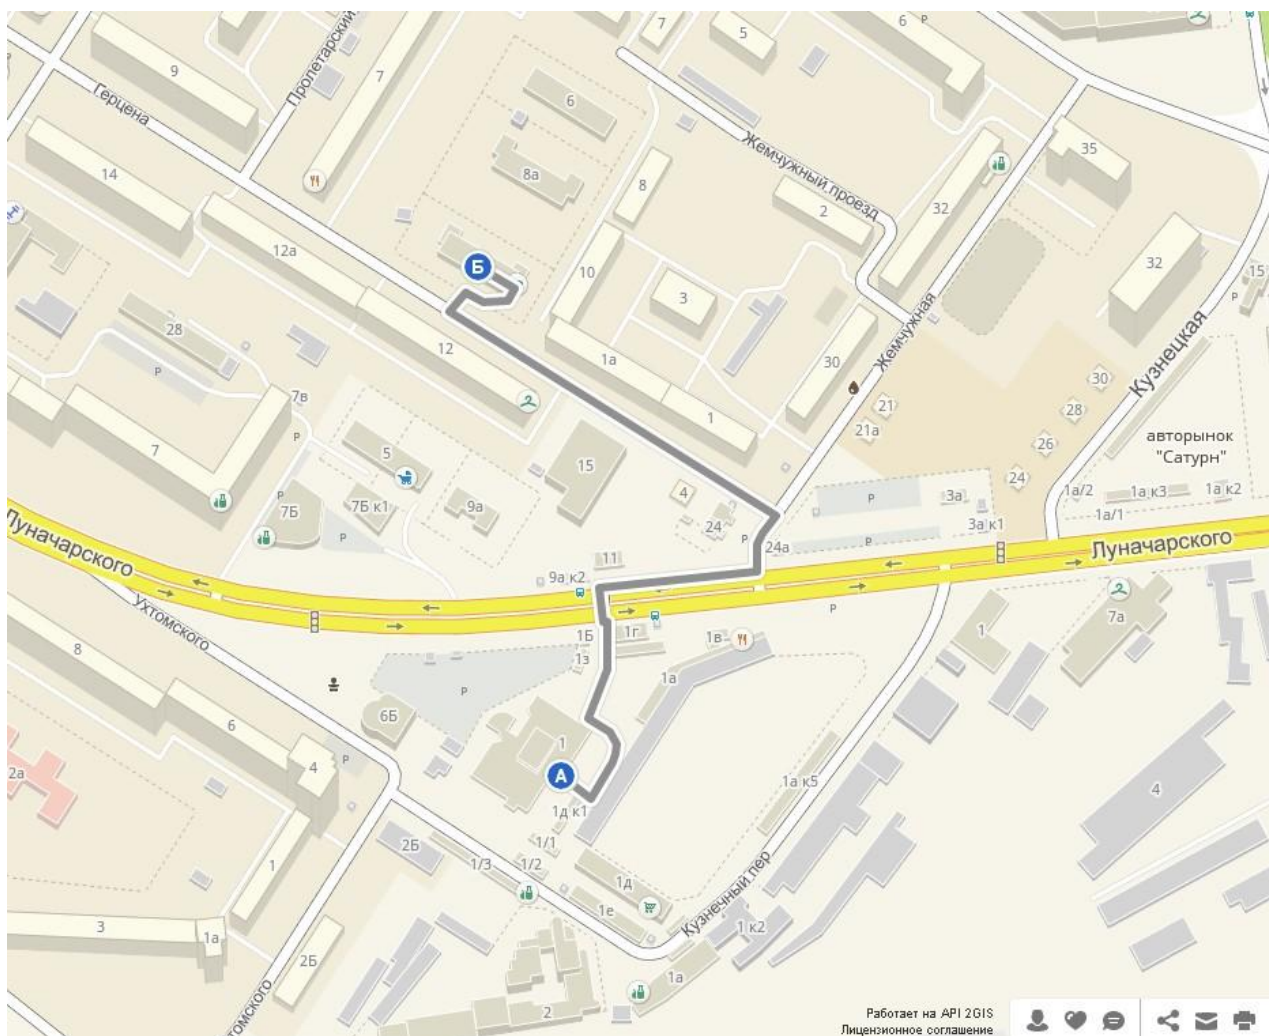 7
5
6
Р
9
7
Пролетарский
Герцена
6
Жемчужный проезд
35
14
8а
8
32
2
12а
Б
10
3
32
15
Р
28
Р
12
1а
30
Жемчужная
Кузнецкая
7в
21
30
21а
28
7
Р
5
1
26
авторынок
"Сатурн"
15
4
24
Р
7Б
7Б к1
9а
Р
24
Р
3а
1а/2
1а к3
1а к2
Р
24а
Р
3а к1
1а/1
Луначарского
11
9а к2
Луначарского
Ухтомского
Р
1Б
1г
1в
1
7а
8
1з
Р
1а
6Б
6
1
Р
4
А
2а
1а к5
4
1д к1
2Б
1/1
1/3
1/2
1
1д
Кузнечный пер
1е
3
1а
1 к2
2Б
1а
2
Работает на API 2GIS
Лицензионное соглашение